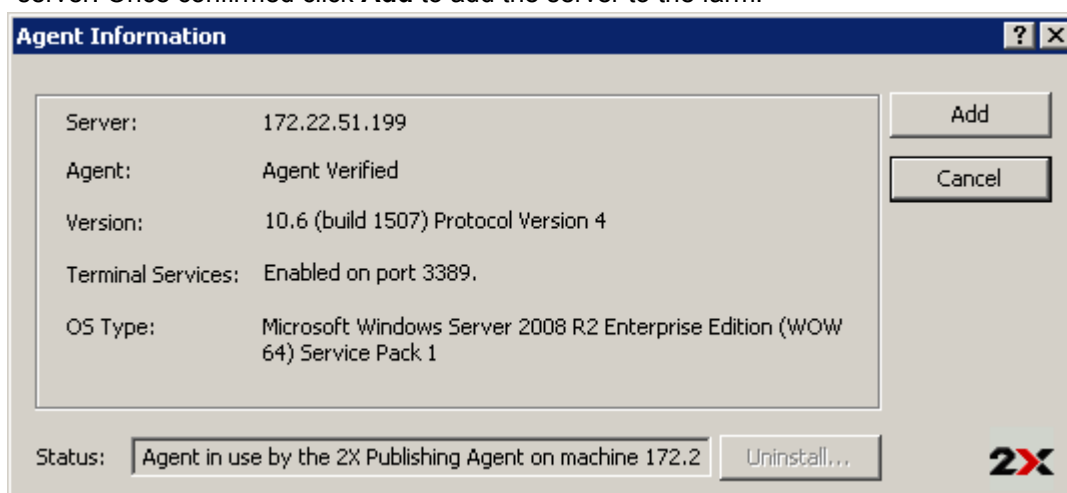 server. Once confirmed click Add to add the server to the farm.
Agent Information
Add
Server: 172.22.51.199
Agent: Agent Verified
Cancel
Version: 10.6 (build 1507) Protocol Version 4
Terminal Services: Enabled on port 3389.
OS Type: Microsoft Windows Server 2008 R2 Enterprise Edition (WOW
64) Service Pack 1
Status: Agent in use by the 2X Publishing Agent on machine 172.2
Uninstall...
2X